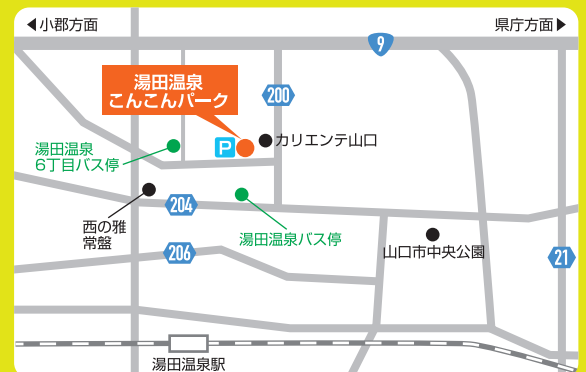 ◀小郡方面
県庁方面▶
9
湯田温泉
こんこんパーク
200
P
カリエンテ山口
湯田温泉
6丁目バス停
204
西の雅
常盤
湯田温泉バス停
山口市中央公園
206
21
湯田温泉駅